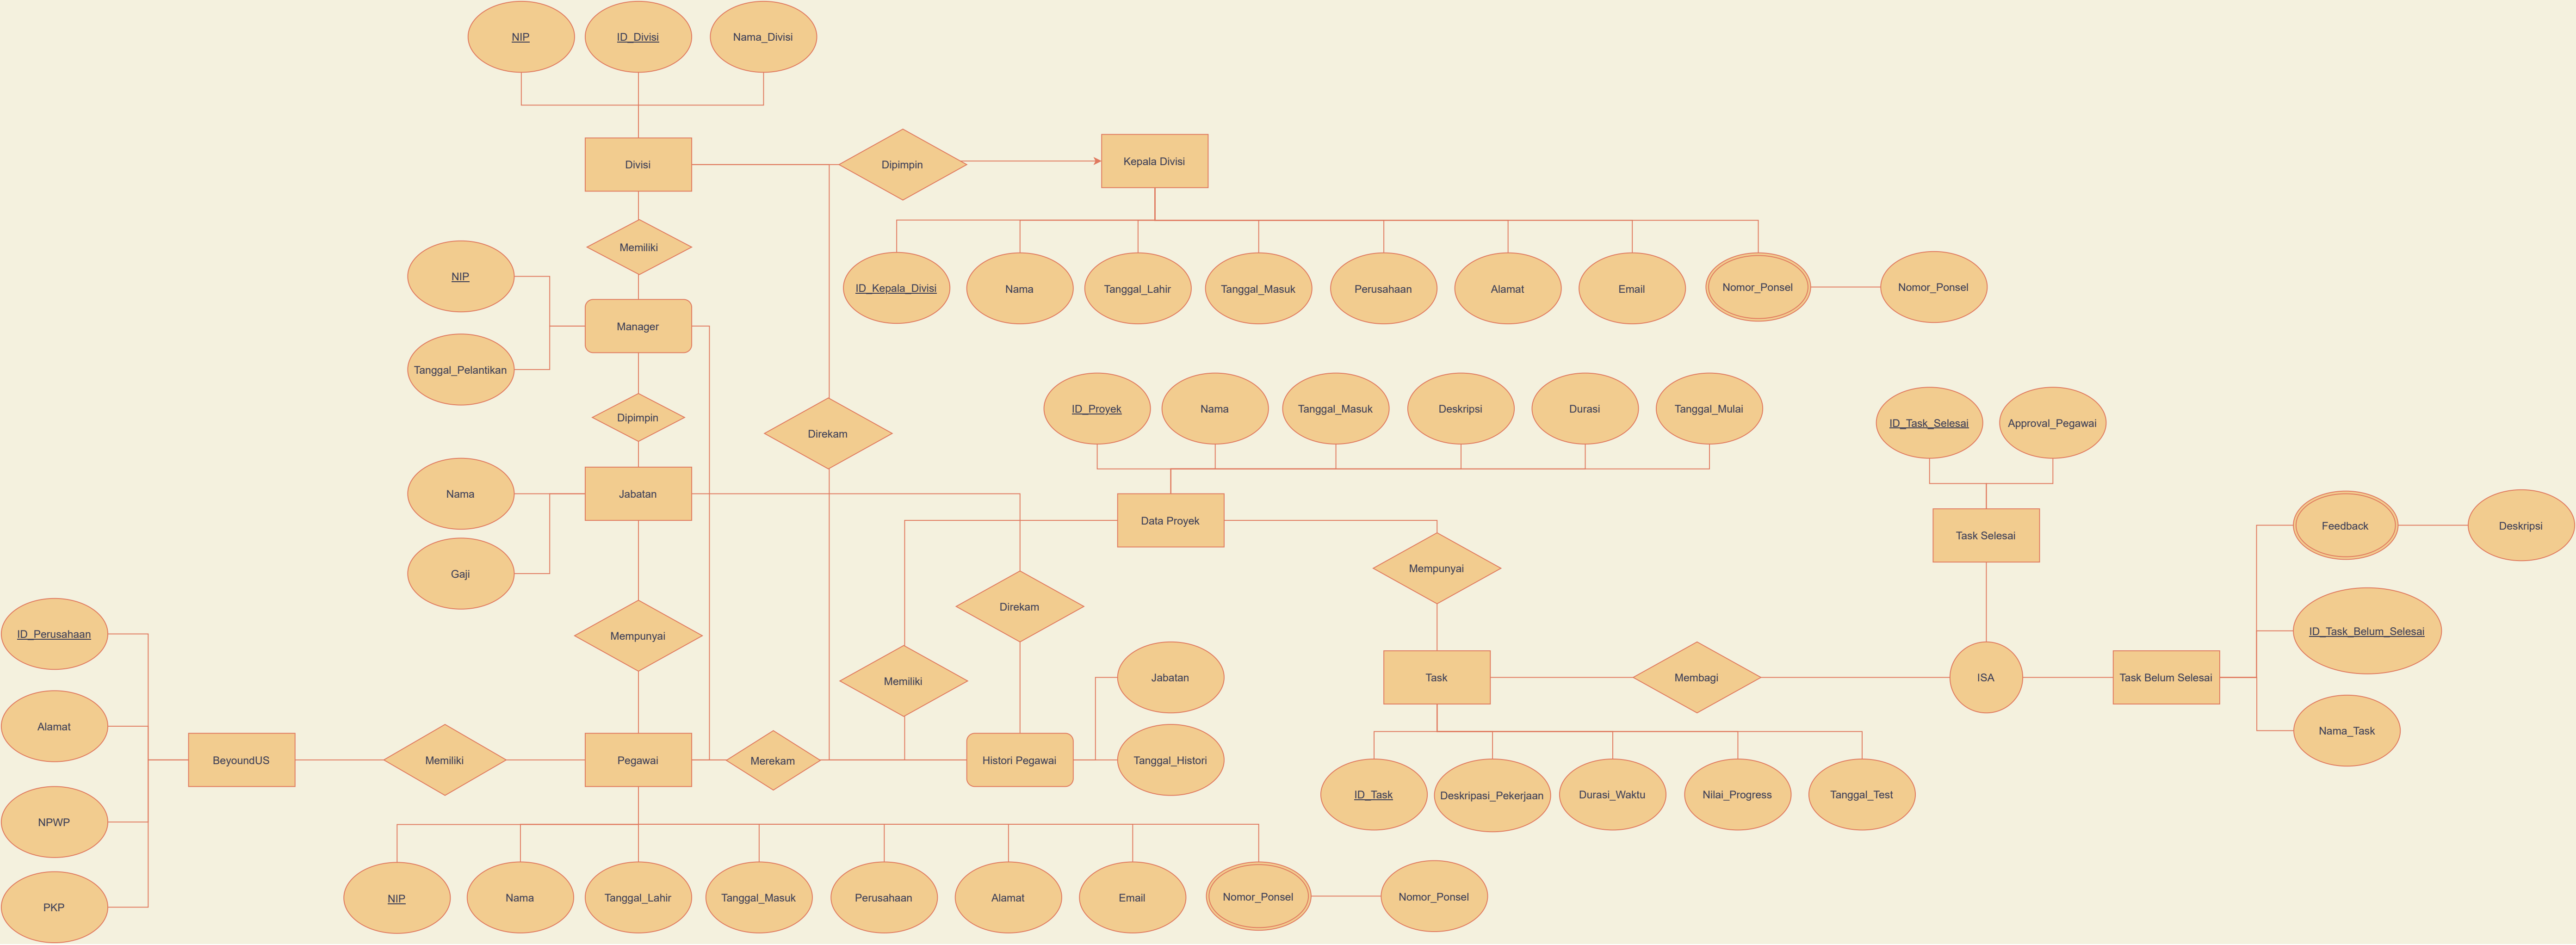 NIP
ID_Divisi
Nama_Divisi
Divisi
Dipimpin
Kepala Divisi
Memiliki
NIP
ID_Kepala_Divisi
Nama
Tanggal_Lahir
Tanggal_Masuk
Perusahaan
Alamat
Email
Nomor_Ponsel
Nomor_Ponsel
Manager
Tanggal_Pelantikan
Dipimpin
Direkam
ID_Proyek
Nama
Tanggal_Masuk
Deskripsi
Durasi
Tanggal_Mulai
ID_Task_Selesai
Approval_Pegawai
Nama
Jabatan
Data Proyek
Task Selesai
Feedback
Deskripsi
Gaji
Mempunyai
Direkam
Mempunyai
ID_Perusahaan
ID_Task_Belum_Selesai
Memiliki
Jabatan
Task
Membagi
ISA
Task Belum Selesai
Alamat
Nama_Task
BeyoundUS
Memiliki
Pegawai
Merekam
Histori Pegawai
Tanggal_Histori
ID_Task
Deskripasi_Pekerjaan
Durasi_Waktu
Nilai_Progress
Tanggal_Test
NPWP
PKP
NIP
Nama
Tanggal_Lahir
Tanggal_Masuk
Perusahaan
Alamat
Email
Nomor_Ponsel
Nomor_Ponsel